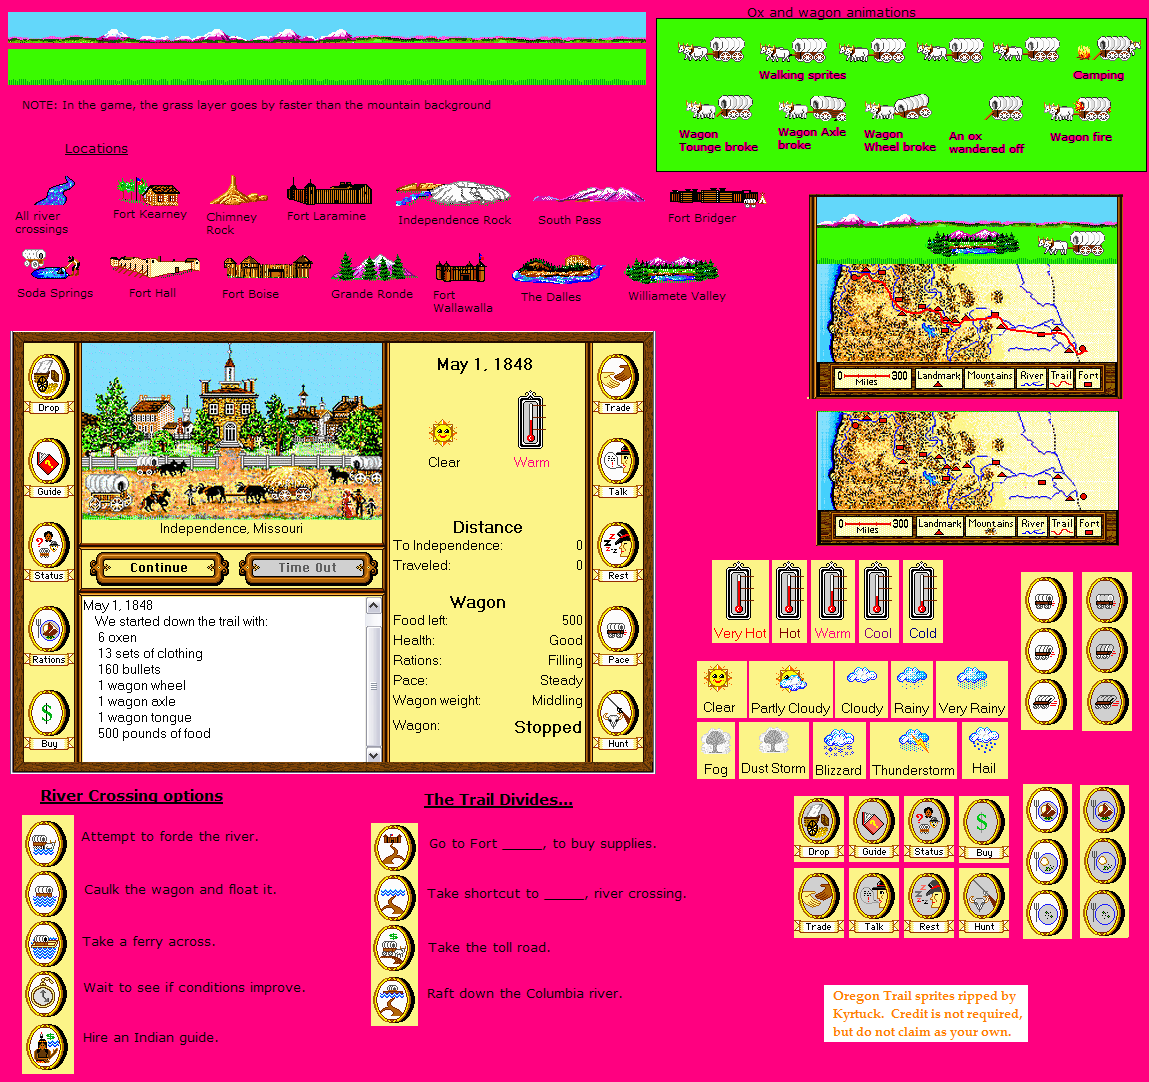 Ox and wagon animations
Walking sprites
Camping
Wagon
Tounge broke
Wagon Axle
broke
Wagon
Wheel broke
An ox
wandered off
Wagon fire
NOTE: In the game, the grass layer goes by faster than the mountain background
Locations
All river
crossings
Fort Kearney
Chimney
Rock
Fort Laramine
Independence Rock
South Pass
Fort Bridger
Soda Springs
Fort Hall
Fort Boise
Grande Ronde
Fort
Wallawalla
The Dalles
Williamete Valley
0 300
Miles
Landmark
Mountains
River
Trail
Fort
0 300
Miles
Landmark
Mountains
River
Trail
Fort
Drop
Guide
Status
Rations
$
Buy
Independence, Missouri
Continue
Time Out
May 1, 1848
We started down the trail with:
6 oxen
13 sets of clothing
160 bullets
1 wagon wheel
1 wagon axle
1 wagon tongue
500 pounds of food
May 1, 1848
Clear
Warm
Distance
To Independence: 0
Traveled: 0
Wagon
Food left: 500
Health: Good
Rations: Filling
Pace: Steady
Wagon weight: Middling
Wagon: Stopped
Trade
Talk
Rest
Pace
Hunt
Very Hot
Hot
Warm
Cool
Cold
Clear
Partly Cloudy
Cloudy
Rainy
Very Rainy
Fog
Dust Storm
Blizzard
Thunderstorm
Hail
Drop
Guide
Status
$
Buy
Trade
Talk
Rest
Hunt
River Crossing options
Attempt to forde the river.
Caulk the wagon and float it.
Take a ferry across.
Wait to see if conditions improve.
Hire an Indian guide.
The Trail Divides...
Go to Fort _____, to buy supplies.
Take shortcut to _____, river crossing.
Take the toll road.
Raft down the Columbia river.
Oregon Trail sprites ripped by
Kyrtuck. Credit is not required,
but do not claim as your own.